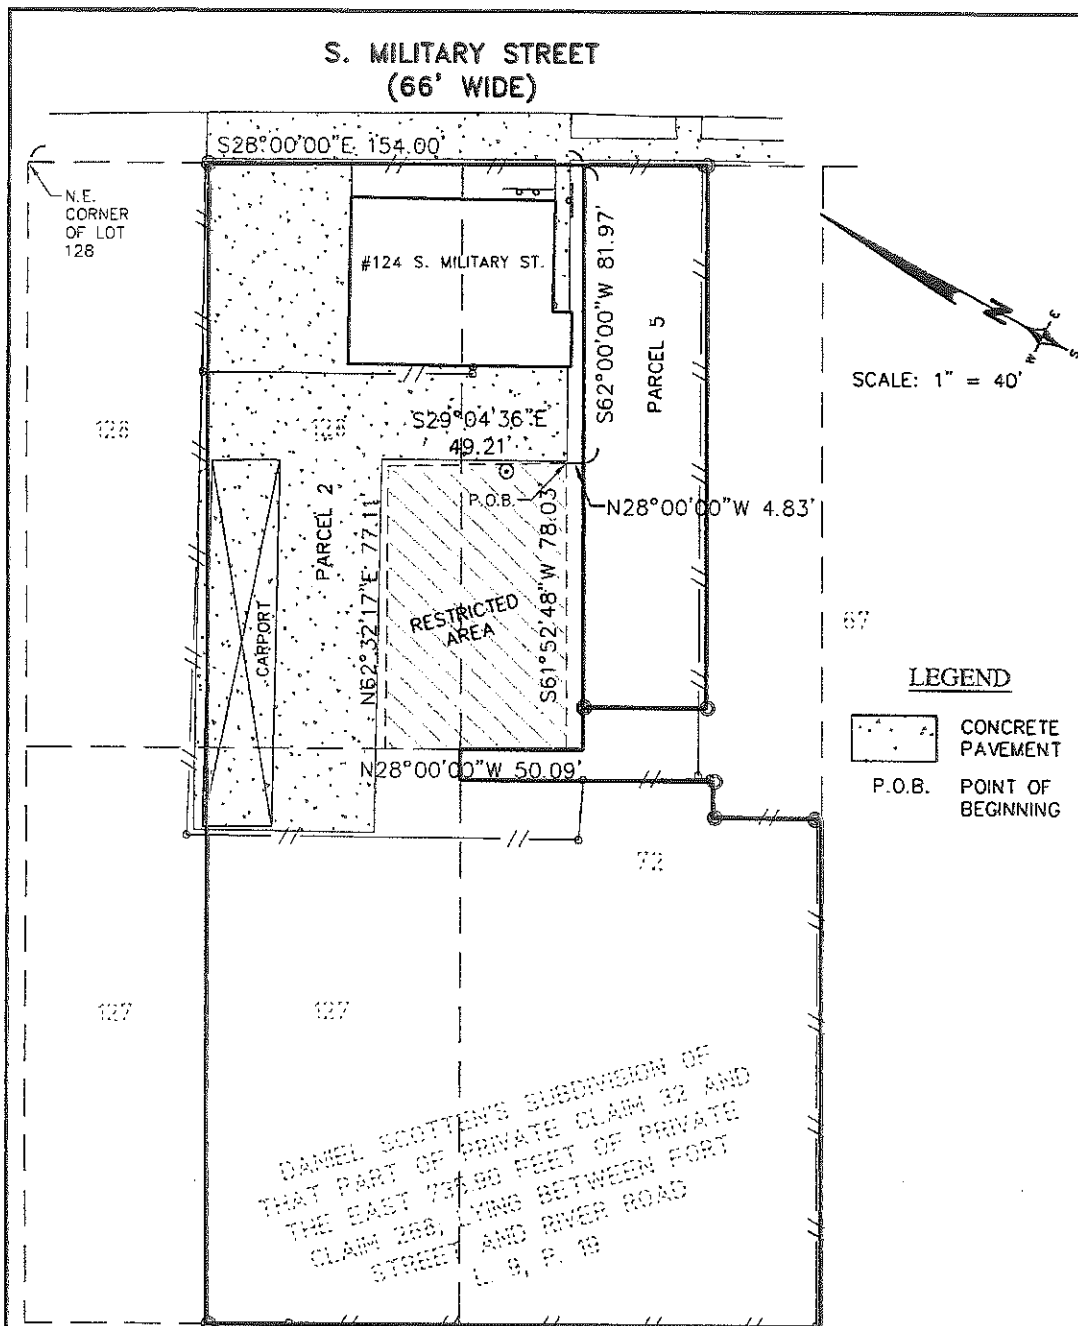 S. MILITARY STREET
(66' WIDE)
S28°00'00"E 154.00'
N.E.
CORNER
OF LOT
128
#124 S. MILITARY ST.
S62°00'00"W 81.97'
PARCEL 5
N
E
W
S
SCALE: 1" = 40'
128
128
S29°04'36"E
49.21'
P.O.B.
N28°00'00"W 4.83'
PARCEL 2
N62°32'17"E 77.11'
RESTRICTED
AREA
S61°52'48"W 78.03'
CARPORT
67
LEGEND
CONCRETE
PAVEMENT
P.O.B. POINT OF
BEGINNING
N28°00'00"W 50.09'
72
127
127
DANIEL SCOTTEN'S SUBDIVISION OF
THAT PART OF PRIVATE CLAIM 32 AND
THE EAST FEET OF PRIVATE
CLAIM 268, LYING BETWEEN FORT
STREET AND RIVER ROAD
L. 9, P. 19